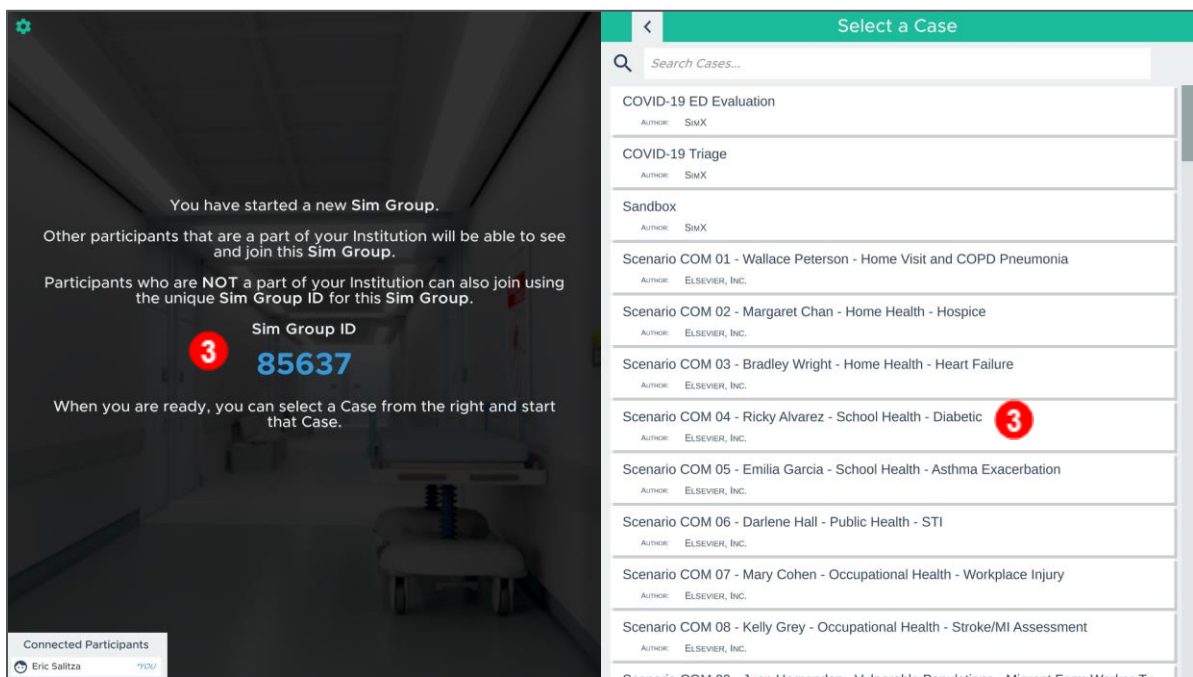 You have started a new Sim Group.
Other participants that are a part of your Institution will be able to see
and join this Sim Group.
Participants who are NOT a part of your Institution can also join using
the unique Sim Group ID for this Sim Group.
Sim Group ID
3
85637
When you are ready, you can select a Case from the right and start
that Case.
Connected Participants
Eric Salitza *YOU
Select a Case
Search Cases...
COVID-19 ED Evaluation
AUTHOR: SIMX
COVID-19 Triage
AUTHOR: SIMX
Sandbox
AUTHOR: SIMX
Scenario COM 01 - Wallace Peterson - Home Visit and COPD Pneumonia
AUTHOR: ELSEVIER, INC.
Scenario COM 02 - Margaret Chan - Home Health - Hospice
AUTHOR: ELSEVIER, INC.
Scenario COM 03 - Bradley Wright - Home Health - Heart Failure
AUTHOR: ELSEVIER, INC.
Scenario COM 04 - Ricky Alvarez - School Health - Diabetic 3
AUTHOR: ELSEVIER, INC.
Scenario COM 05 - Emilia Garcia - School Health - Asthma Exacerbation
AUTHOR: ELSEVIER, INC.
Scenario COM 06 - Darlene Hall - Public Health - STI
AUTHOR: ELSEVIER, INC.
Scenario COM 07 - Mary Cohen - Occupational Health - Workplace Injury
AUTHOR: ELSEVIER, INC.
Scenario COM 08 - Kelly Grey - Occupational Health - Stroke/MI Assessment
AUTHOR: ELSEVIER, INC.